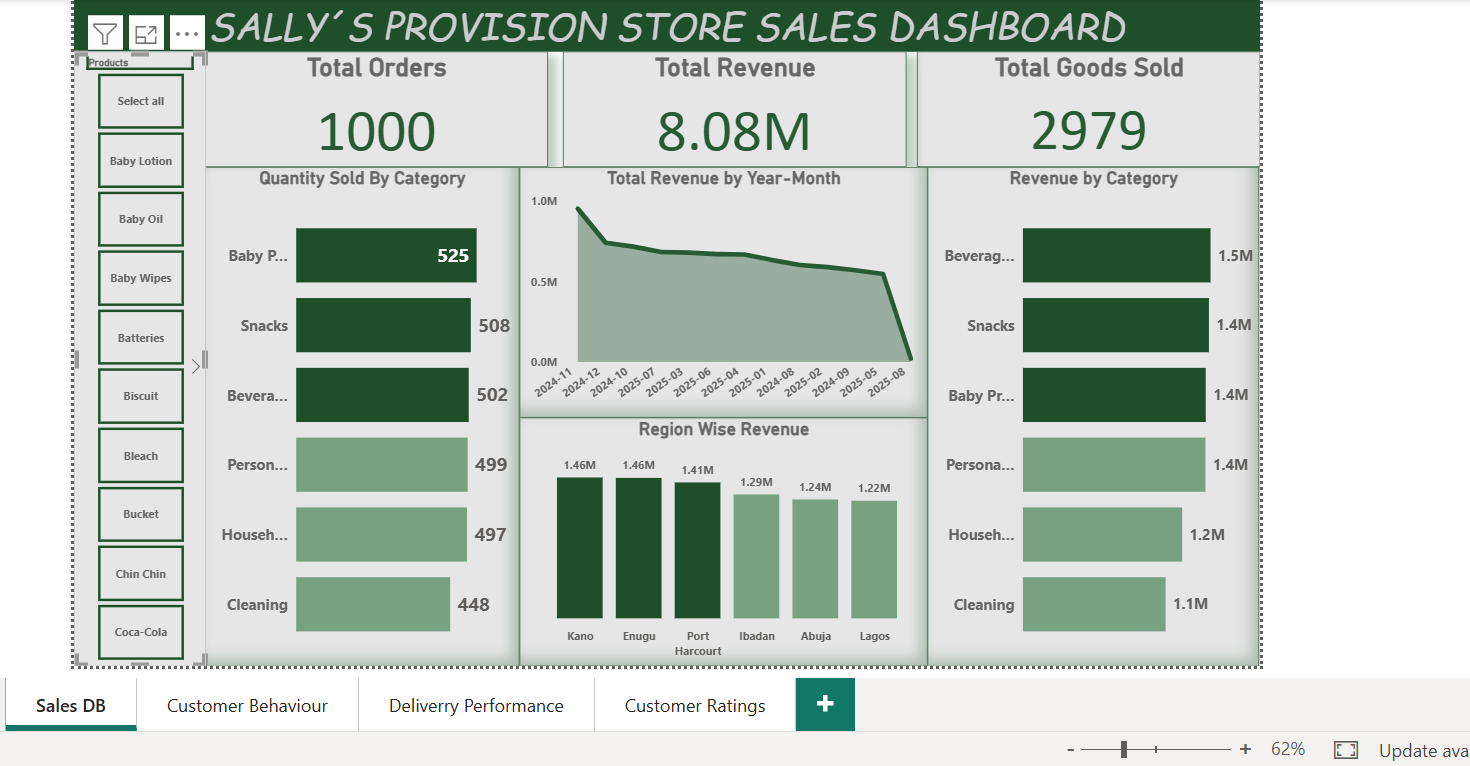 SALLY´S PROVISION STORE SALES DASHBOARD
Products
Select all
Baby Lotion
Baby Oil
Baby Wipes
Batteries
Biscuit
Bleach
Bucket
Chin Chin
Coca-Cola
Total Orders
1000
Total Revenue
8.08M
Total Goods Sold
2979
Quantity Sold By Category
Baby P... 525
Snacks 508
Bevera... 502
Person... 499
Househ... 497
Cleaning 448
Total Revenue by Year-Month
1.0M
0.5M
0.0M
2024-11 2024-12 2024-10 2025-07 2025-03 2025-06 2025-04 2025-01 2024-08 2025-02 2024-09 2025-05 2025-08
Region Wise Revenue
1.46M 1.46M 1.41M 1.29M 1.24M 1.22M
Kano Enugu Port Ibadan Abuja Lagos
Harcourt
Revenue by Category
Beverag... 1.5M
Snacks 1.4M
Baby Pr... 1.4M
Persona... 1.4M
Househ... 1.2M
Cleaning 1.1M
Sales DB Customer Behaviour Deliverry Performance Customer Ratings +
- + 62% Update ava